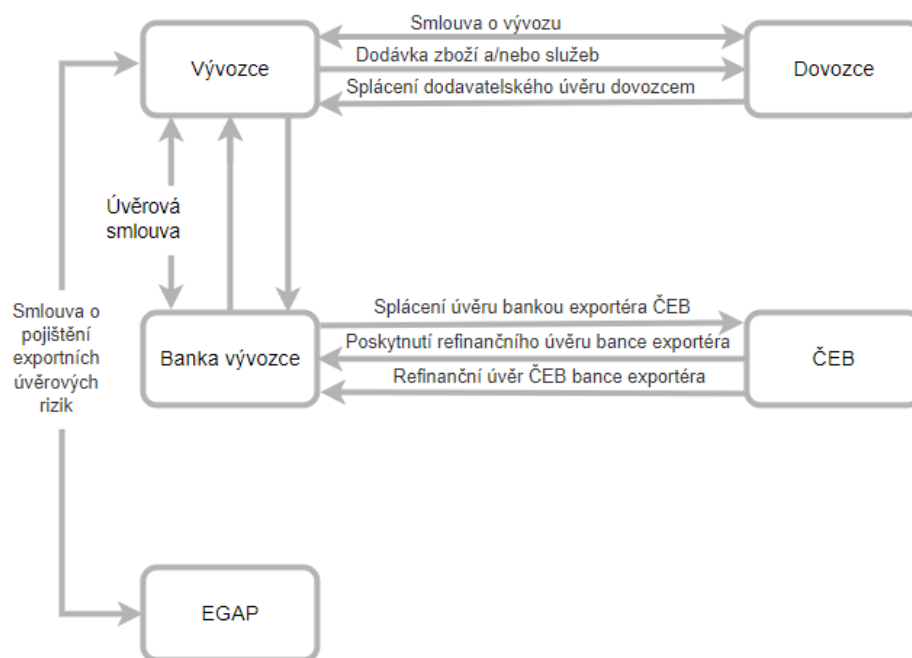 Smlouva o vývozu
Vývozce
Dodávka zboží a/nebo služeb
Dovozce
Splácení dodavatelského úvěru dovozcem
Úvěrová
smlouva
Smlouva o
pojištění
exportních
úvěrových
rizik
Splácení úvěru bankou exportéra ČEB
Banka vývozce
Poskytnutí refinančního úvěru bance exportéra
ČEB
Refinanční úvěr ČEB bance exportéra
EGAP